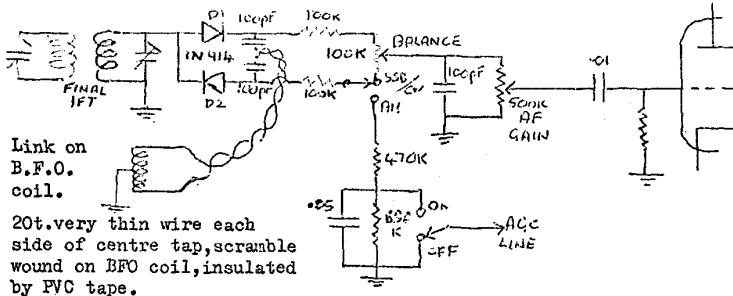 D1
100pF
100K
1N914
100K
BALANCE
FINAL
IFT
D2
100pF
100K
SSB
/CW
AM
100pF
500K
AF
GAIN
.01
Link on
B.F.O.
coil.
470K
20t.very thin wire each
side of centre tap,scramble
wound on BFO coil,insulated
by PVC tape.
K
ON
OFF
AGC
LINE